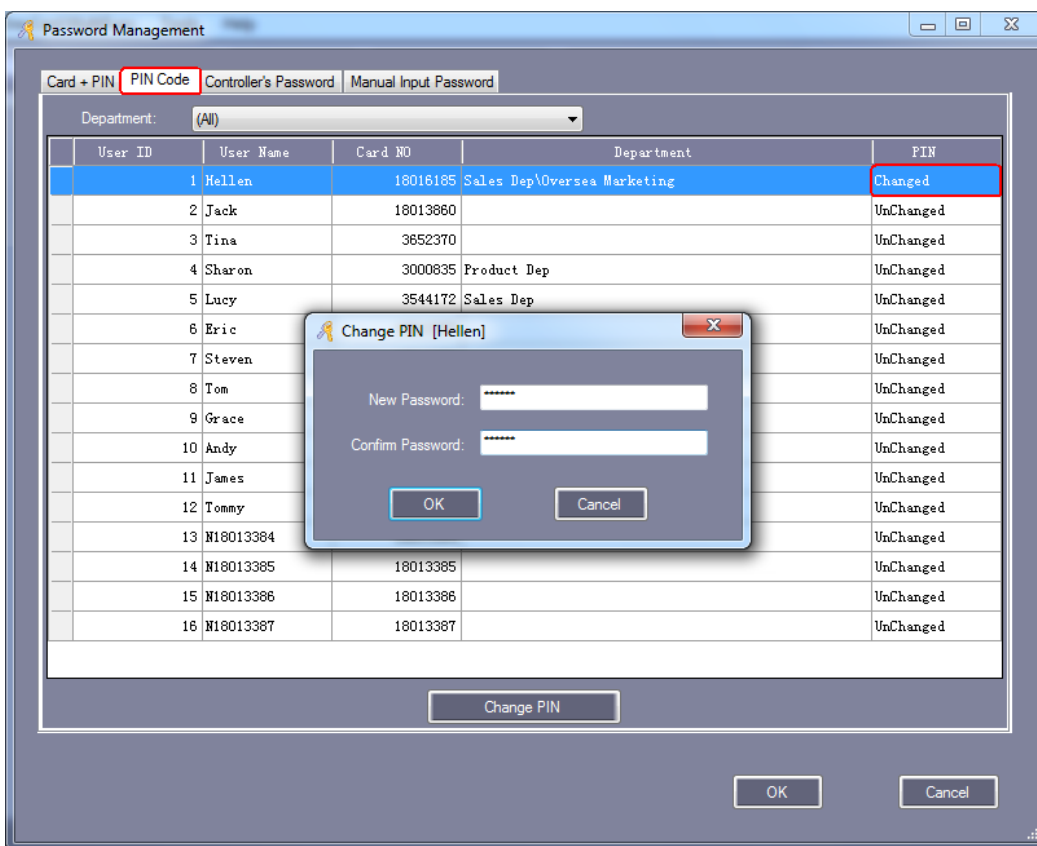 Password Management
Card + PIN PIN Code Controller's Password Manual Input Password
Department: (All)
User ID User Name Card NO Department PIN
1 Hellen 18016185 Sales Dep\Oversea Marketing Changed
2 Jack 18013860 UnChanged
3 Tina 3652370 UnChanged
4 Sharon 3000835 Product Dep UnChanged
5 Lucy 3544172 Sales Dep UnChanged
6 Eric UnChanged
7 Steven UnChanged
8 Tom UnChanged
9 Grace UnChanged
10 Andy UnChanged
11 James UnChanged
12 Tommy UnChanged
13 N18013384 UnChanged
14 N18013385 18013385 UnChanged
15 N18013386 18013386 UnChanged
16 N18013387 18013387 UnChanged
Change PIN [Hellen]
New Password: ******
Confirm Password: ******
OK Cancel
Change PIN
OK Cancel